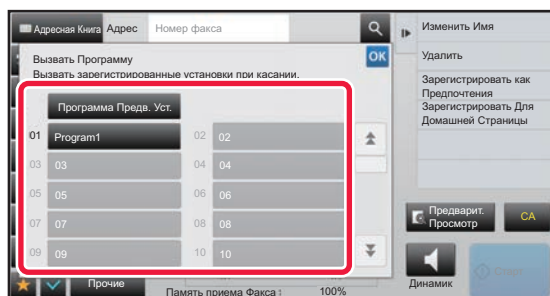 Адресная Книга
Адрес
Номер факса
Изменить Имя
Вызвать Программу
OK
Удалить
Вызвать зарегистрированные установки при касании.
Зарегистрировать как
Предпочтения
Зарегистрировать Для
Домашней Страницы
Программа Предв. Уст.
01 Program1
02 02
03 03
04 04
05 05
06 06
07 07
08 08
09 09
10 10
Предварит.
Просмотр
CA
Прочие
Память приема Факса : 100%
Динамик
Start